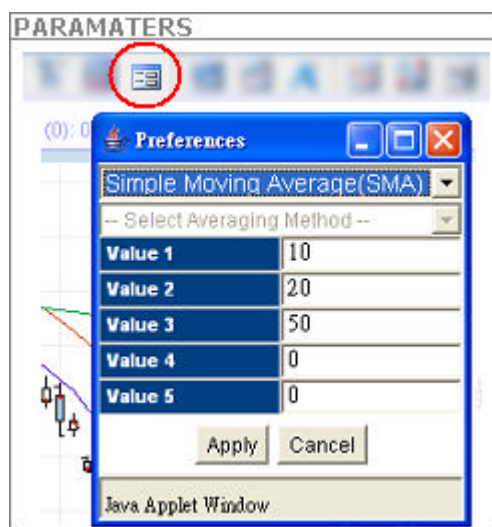 PARAMATERS
A
(0): 0
Preferences
Simple Moving Average(SMA)
-- Select Averaging Method --
Value 1 10
Value 2 20
Value 3 50
Value 4 0
Value 5 0
Apply Cancel
Java Applet Window